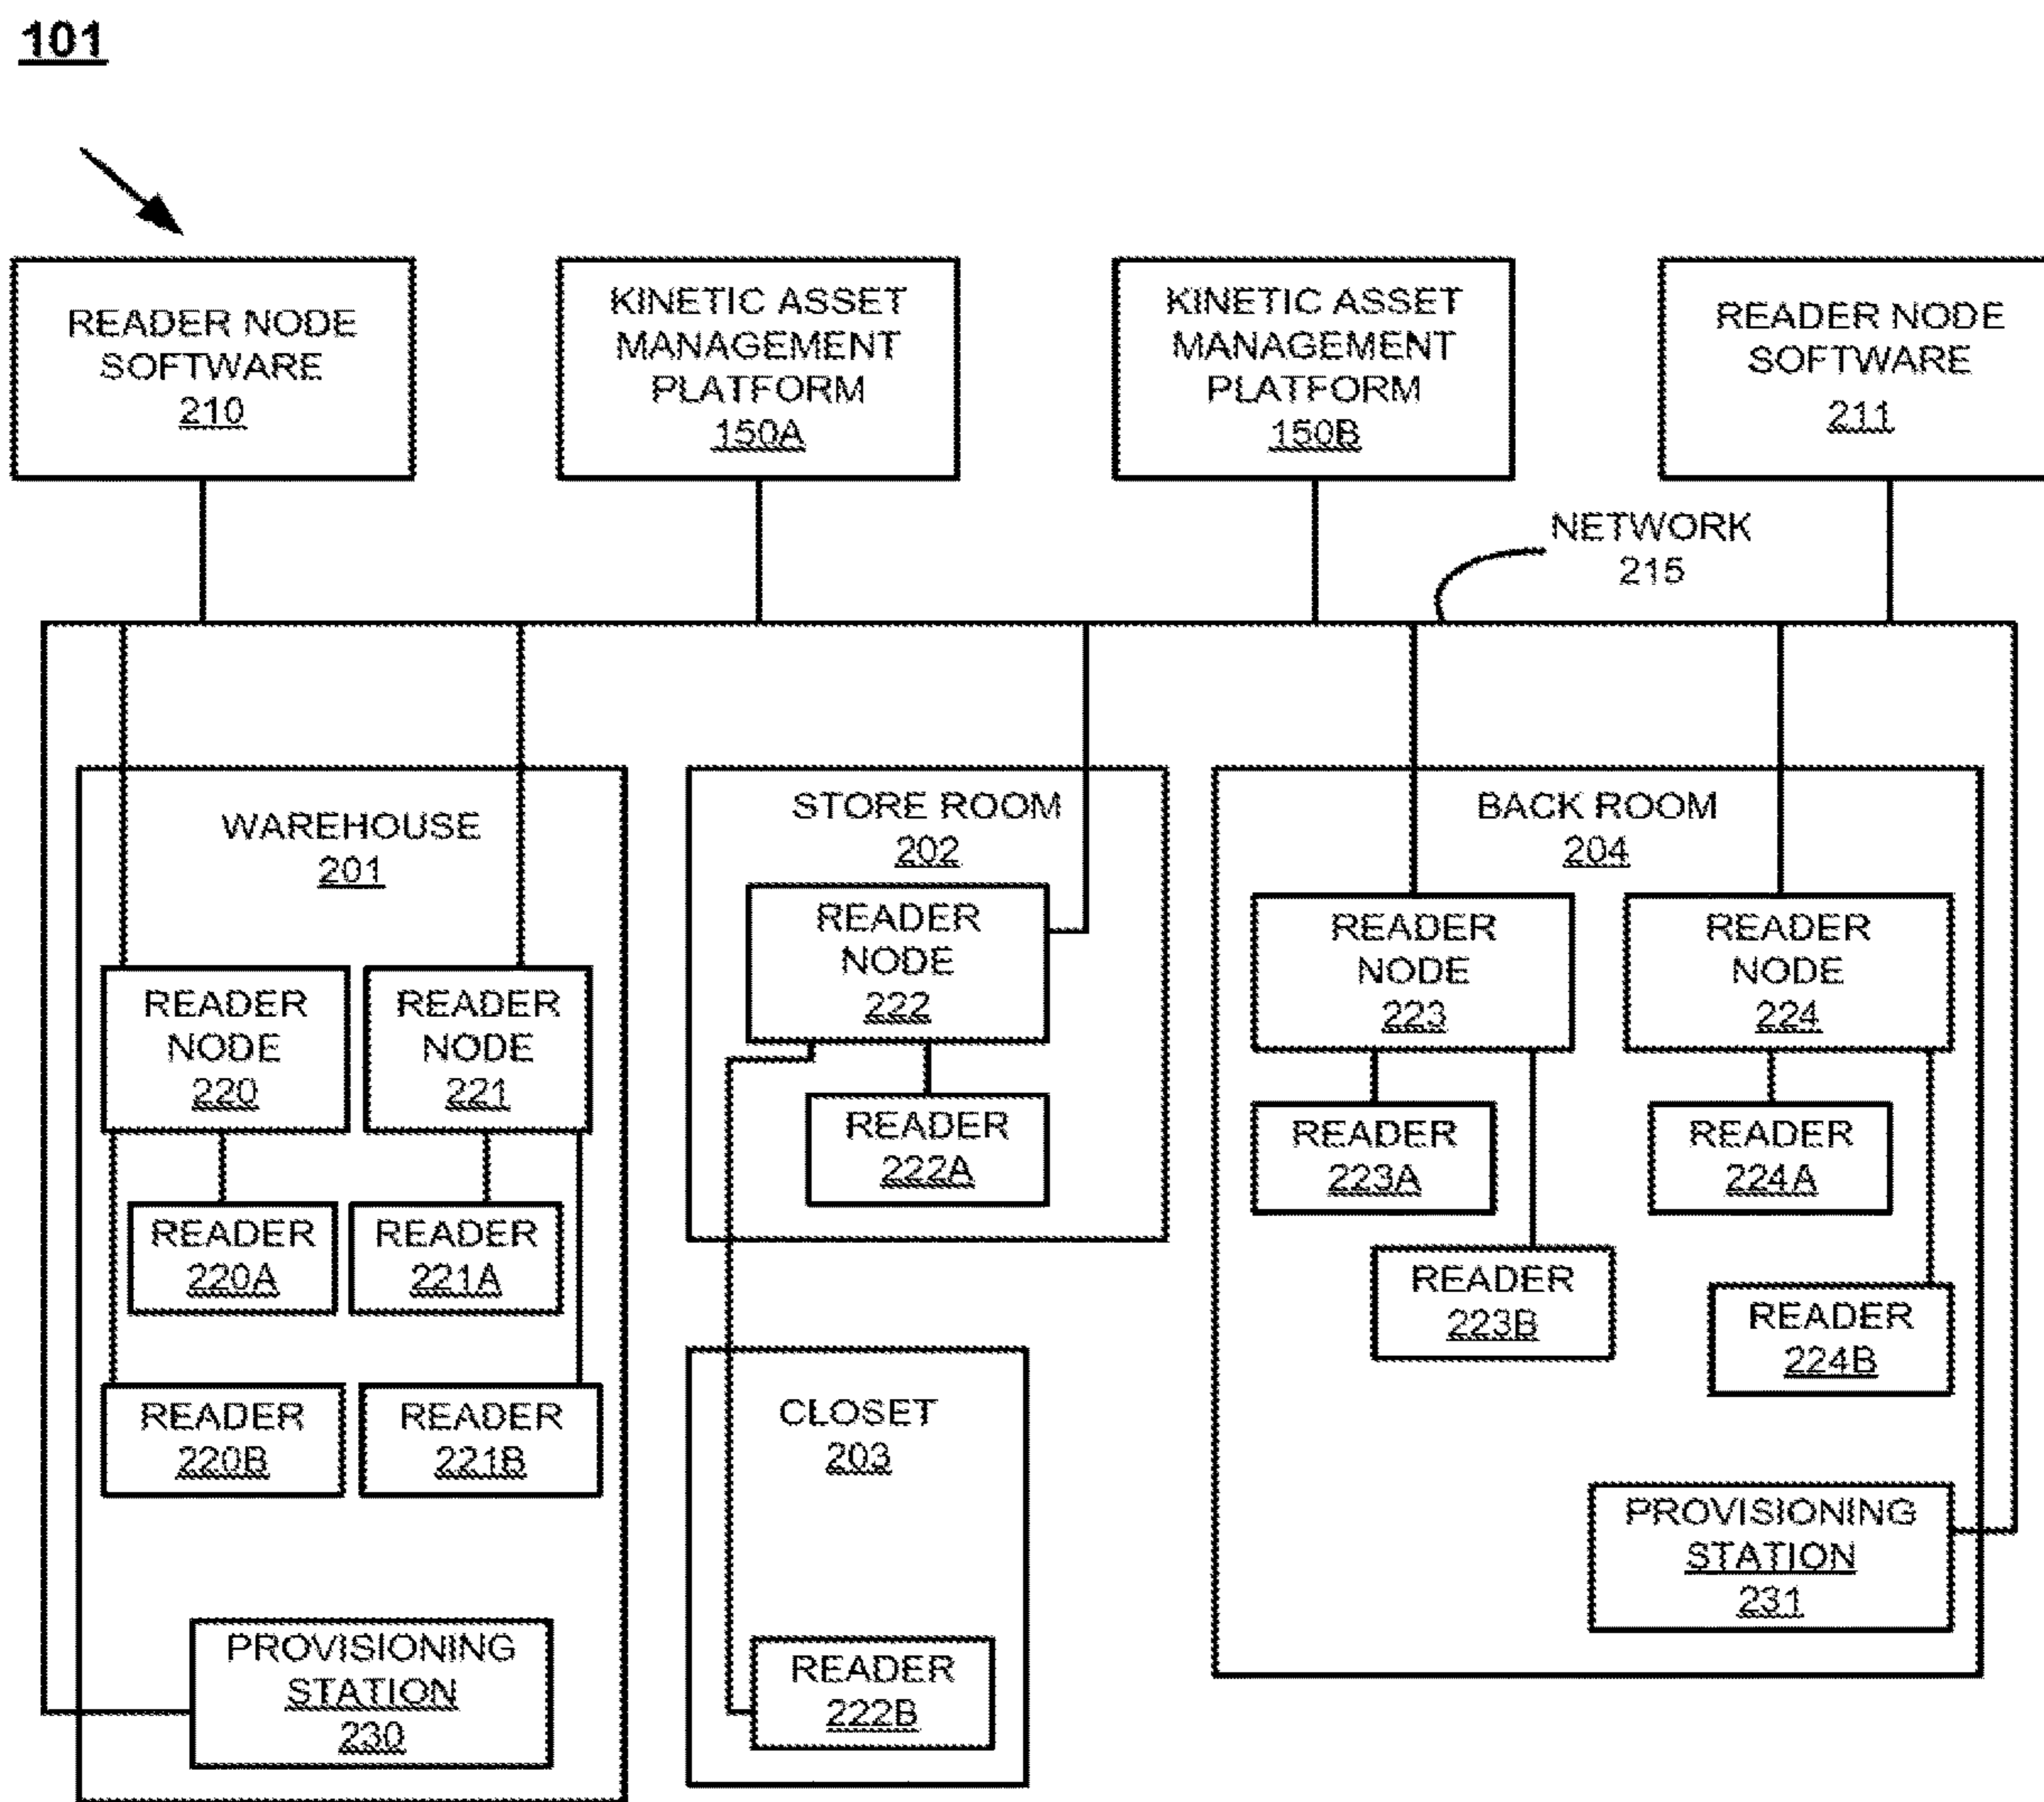 101
READER NODE
SOFTWARE
210
KINETIC ASSET
MANAGEMENT
PLATFORM
150A
KINETIC ASSET
MANAGEMENT
PLATFORM
150B
READER NODE
SOFTWARE
211
NETWORK
215
WAREHOUSE
201
READER
NODE
220
READER
NODE
221
READER
220A
READER
221A
READER
220B
READER
221B
PROVISIONING
STATION
230
STORE ROOM
202
READER
NODE
222
READER
222A
CLOSET
203
READER
222B
BACK ROOM
204
READER
NODE
223
READER
NODE
224
READER
223A
READER
224A
READER
223B
READER
224B
PROVISIONING
STATION
231